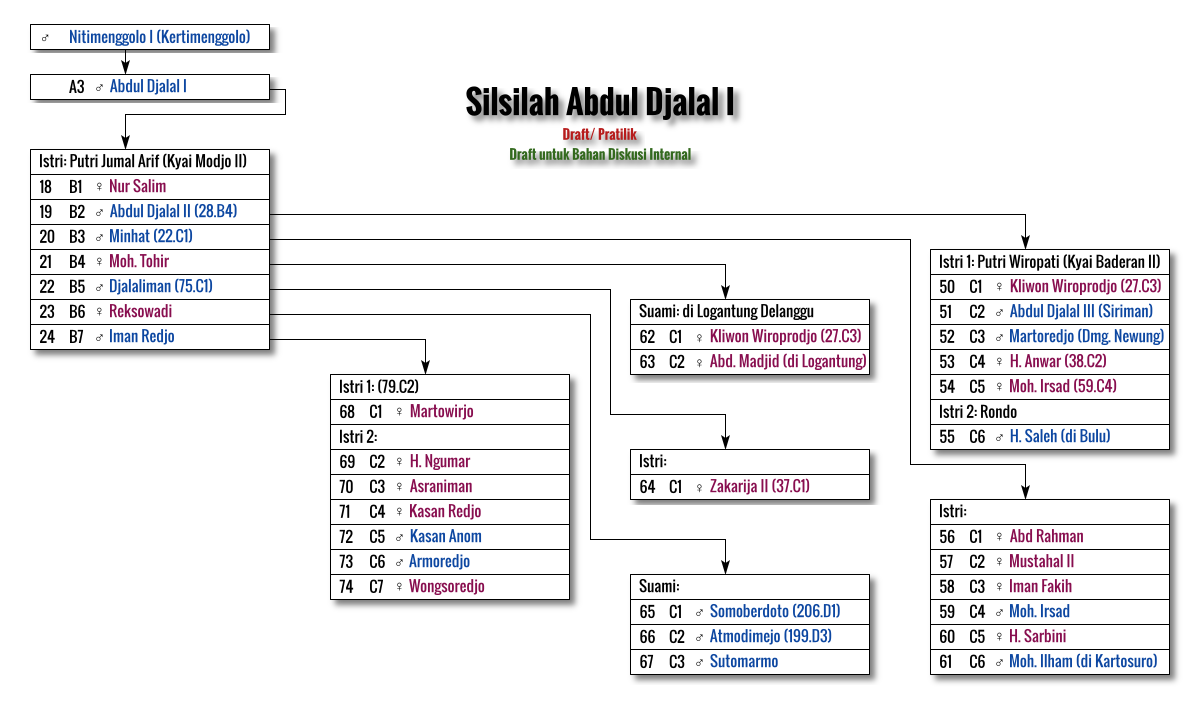 ♂ Nitimenggolo I (Kertimenggolo)
A3 ♂ Abdul Djalal I
Silsilah Abdul Djalal I
Draft/ Pratilik
Draft untuk Bahan Diskusi Internal
Istri: Putri Jumal Arif (Kyai Modjo II)
18 B1 ♀ Nur Salim
19 B2 ♂ Abdul Djalal II (28.B4)
20 B3 ♂ Minhat (22.C1)
21 B4 ♀ Moh. Tohir
22 B5 ♂ Djalaliman (75.C1)
23 B6 ♀ Reksowadi
24 B7 ♂ Iman Redjo
Istri 1: (79.C2)
68 C1 ♀ Martowirjo
Istri 2:
69 C2 ♀ H. Ngumar
70 C3 ♀ Asraniman
71 C4 ♀ Kasan Redjo
72 C5 ♂ Kasan Anom
73 C6 ♂ Armoredjo
74 C7 ♀ Wongsoredjo
Suami: di Logantung Delanggu
62 C1 ♀ Kliwon Wiroprodjo (27.C3)
63 C2 ♀ Abd. Madjid (di Logantung)
Istri:
64 C1 ♀ Zakarija II (37.C1)
Suami:
65 C1 ♂ Somoberdoto (206.D1)
66 C2 ♂ Atmodimejo (199.D3)
67 C3 ♂ Sutomarmo
Istri 1: Putri Wiropati (Kyai Baderan II)
50 C1 ♀ Kliwon Wiroprodjo (27.C3)
51 C2 ♂ Abdul Djalal III (Siriman)
52 C3 ♂ Martoredjo (Dmg. Newung)
53 C4 ♀ H. Anwar (38.C2)
54 C5 ♀ Moh. Irsad (59.C4)
Istri 2: Rondo
55 C6 ♂ H. Saleh (di Bulu)
Istri:
56 C1 ♀ Abd Rahman
57 C2 ♀ Mustahal II
58 C3 ♀ Iman Fakih
59 C4 ♂ Moh. Irsad
60 C5 ♀ H. Sarbini
61 C6 ♂ Moh. Ilham (di Kartosuro)